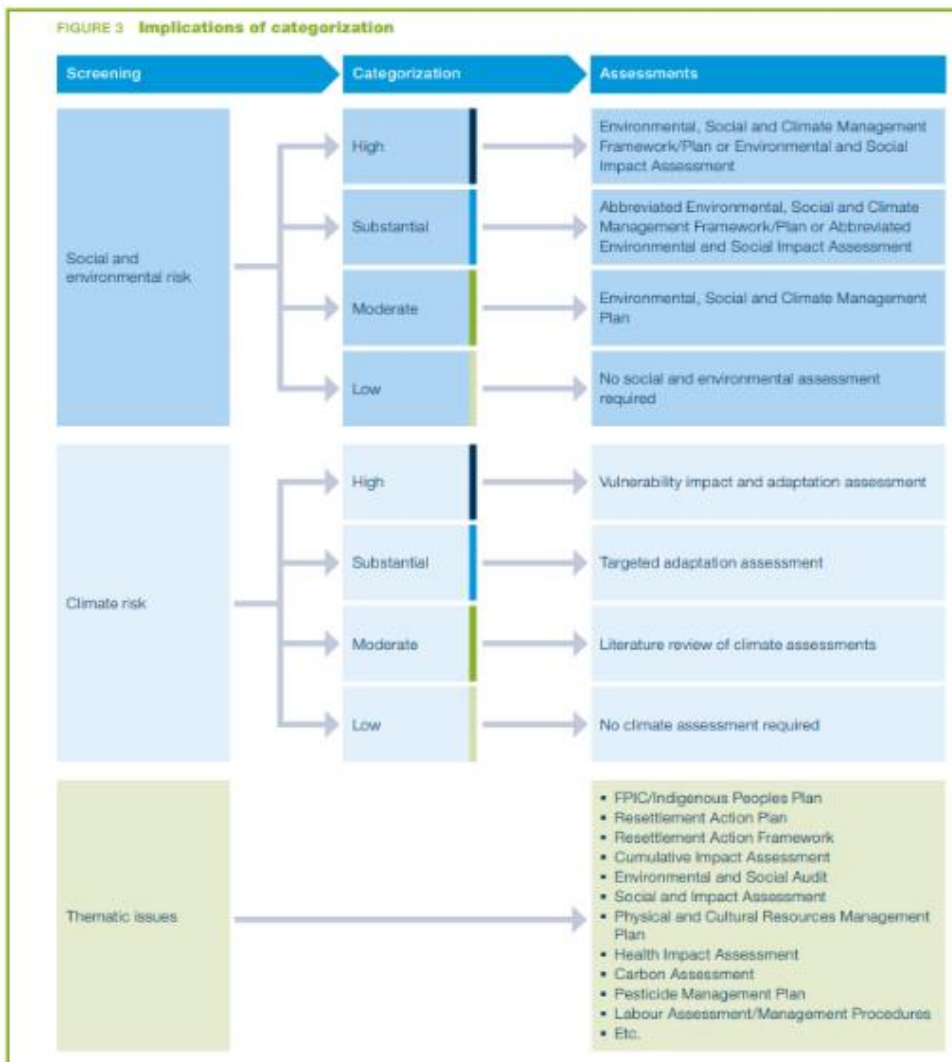 FIGURE 3 Implications of categorization
Screening
Categorization
Assessments
Social and
environmental risk
High
Environmental, Social and Climate Management
Framework/Plan or Environmental and Social
Impact Assessment
Substantial
Abbreviated Environmental, Social and Climate
Management Framework/Plan or Abbreviated
Environmental and Social Impact Assessment
Moderate
Environmental, Social and Climate Management
Plan
Low
No social and environmental assessment
required
Climate risk
High
Vulnerability impact and adaptation assessment
Substantial
Targeted adaptation assessment
Moderate
Literature review of climate assessments
Low
No climate assessment required
Thematic issues
▪ FPIC/Indigenous Peoples Plan
▪ Resettlement Action Plan
▪ Resettlement Action Framework
▪ Cumulative Impact Assessment
▪ Environmental and Social Audit
▪ Social and Impact Assessment
▪ Physical and Cultural Resources Management
Plan
▪ Health Impact Assessment
▪ Carbon Assessment
▪ Pesticide Management Plan
▪ Labour Assessment/Management Procedures
▪ Etc.